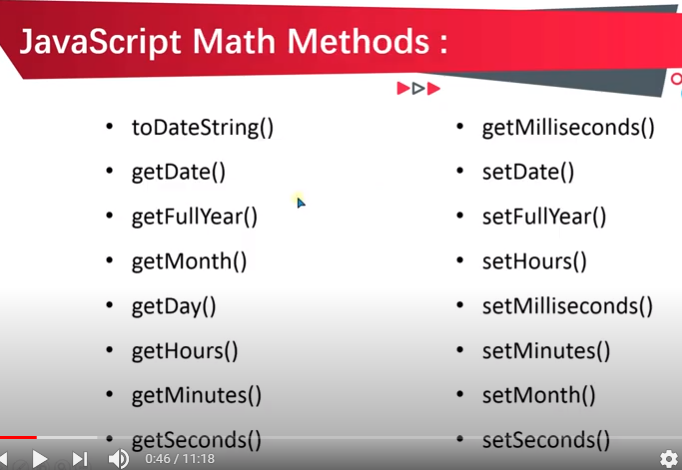 JavaScript Math Methods :
• toDateString()
• getDate()
• getFullYear()
• getMonth()
• getDay()
• getHours()
• getMinutes()
• getSeconds()
• getMilliseconds()
• setDate()
• setFullYear()
• setHours()
• setMilliseconds()
• setMinutes()
• setMonth()
• setSeconds()
0:46 / 11:18